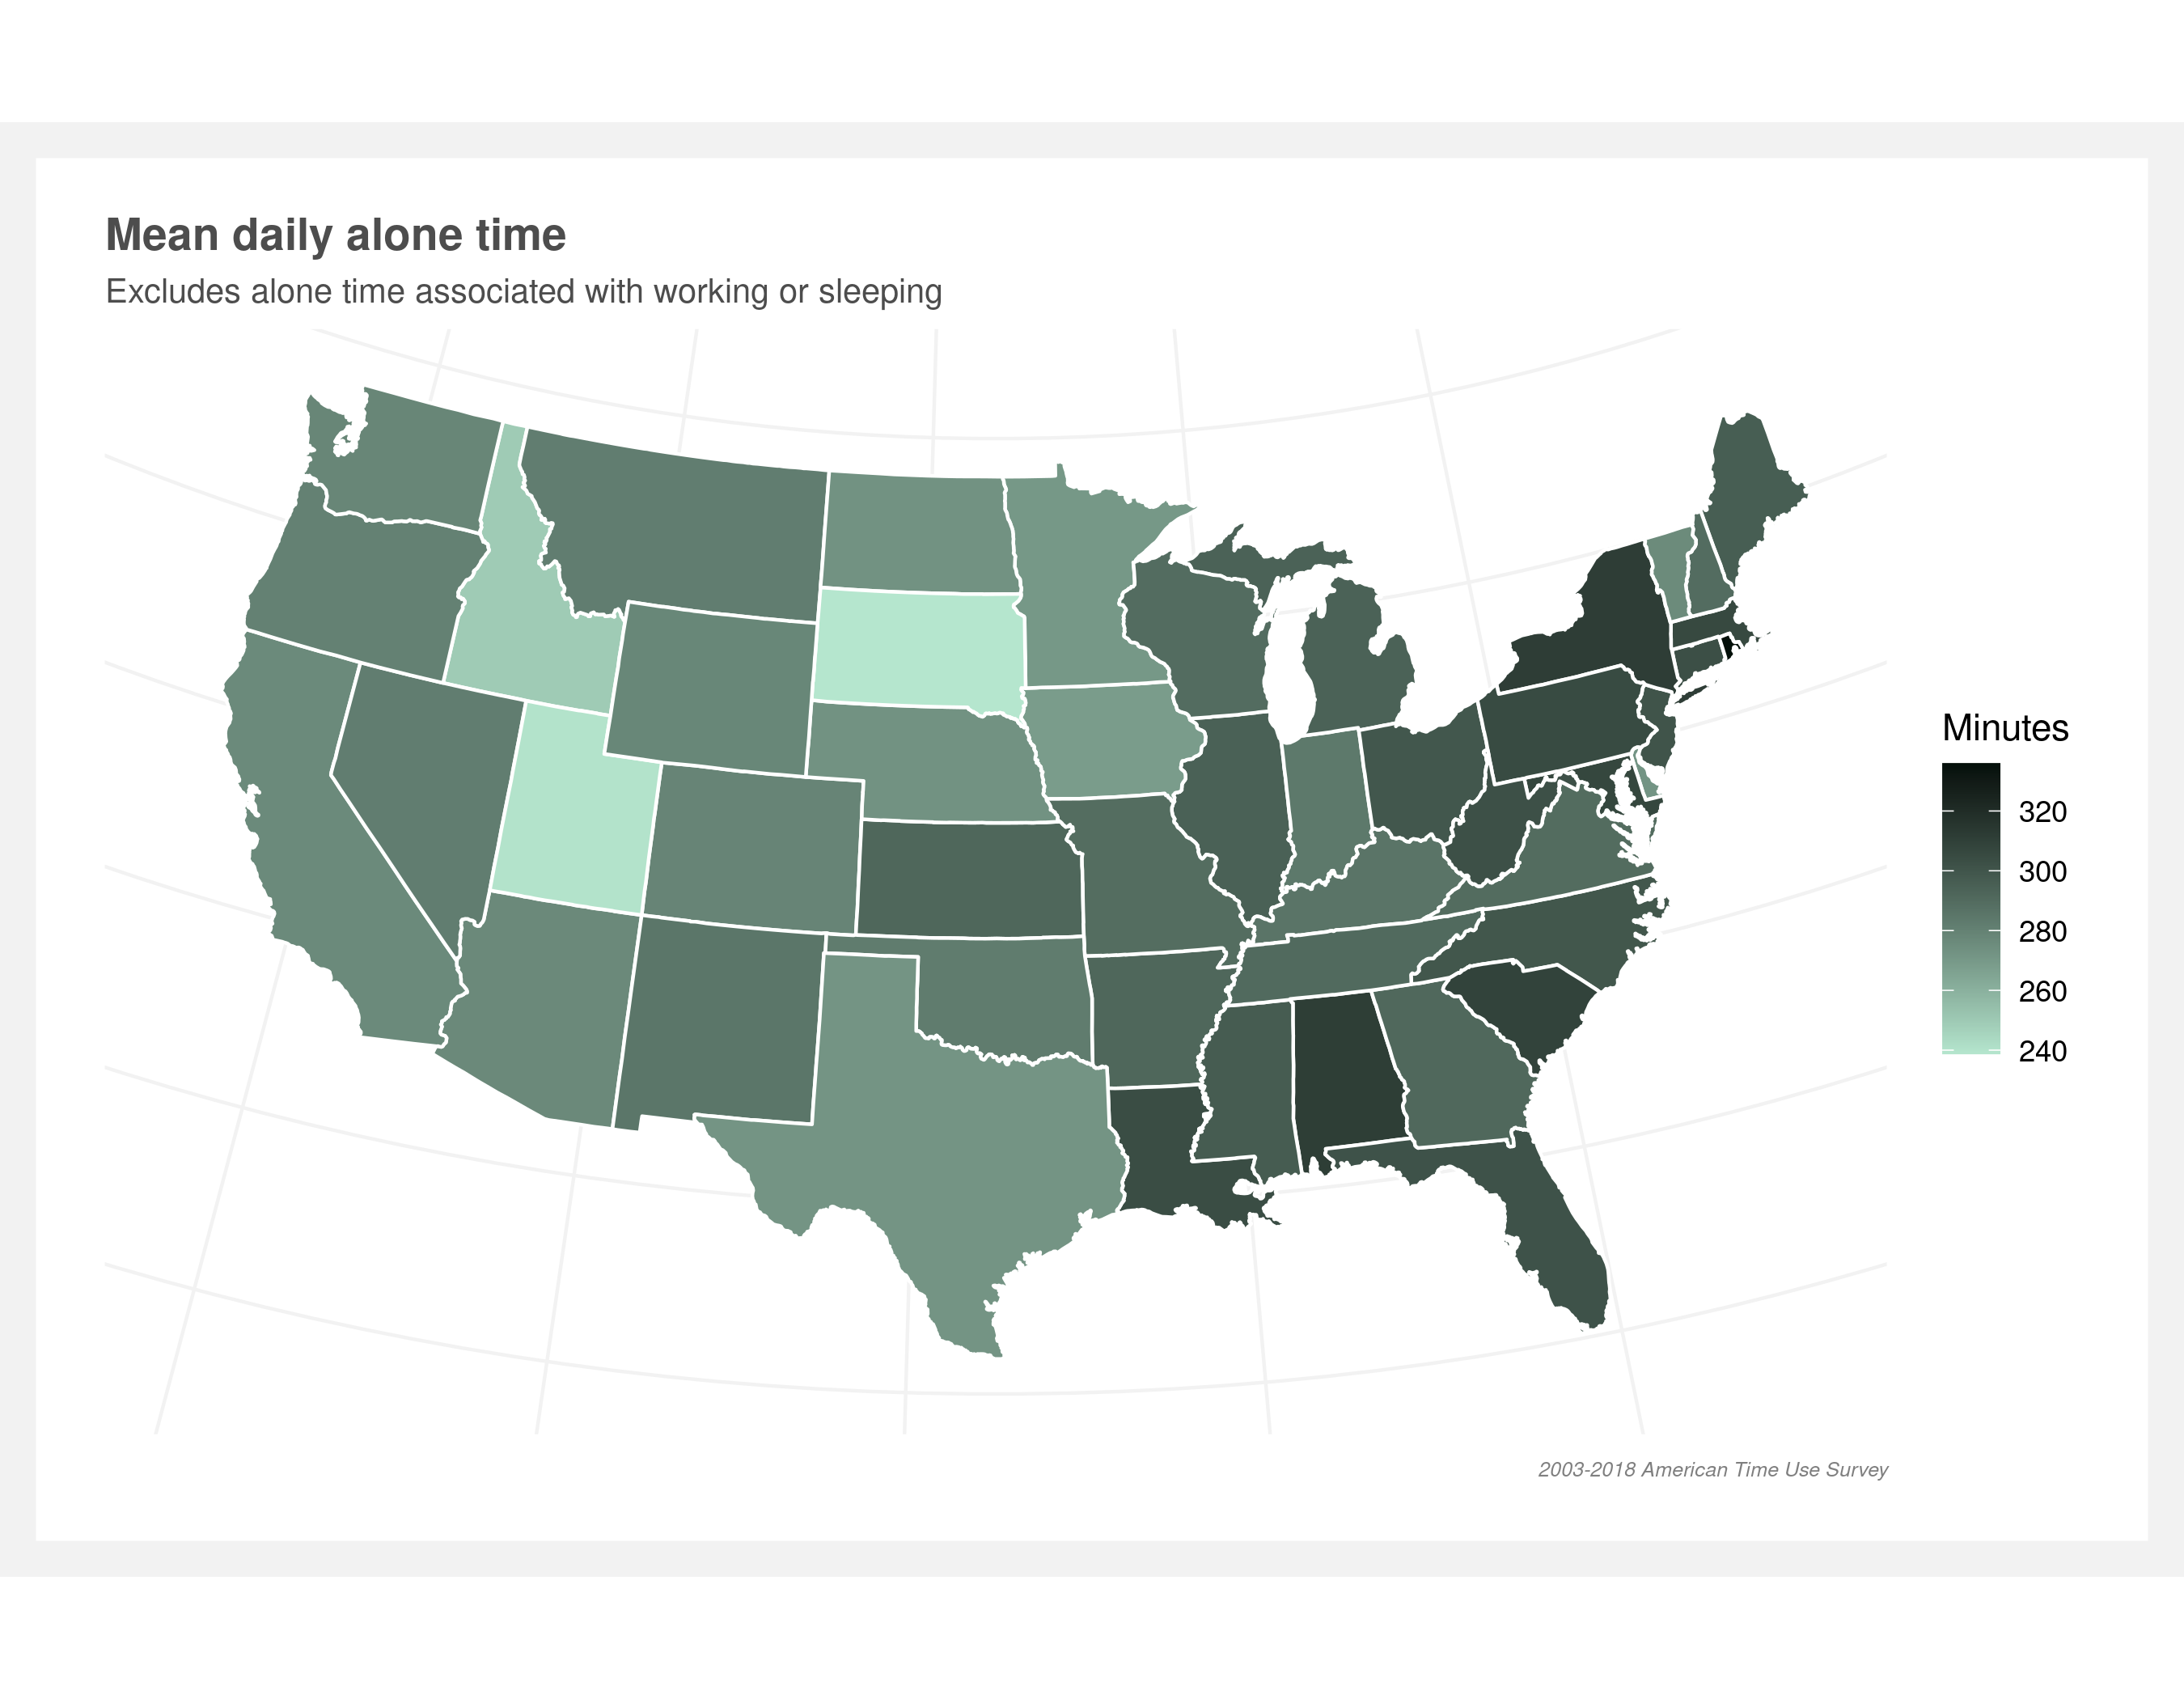 Mean daily alone time
Excludes alone time associated with working or sleeping
Minutes
320
300
280
260
240
2003-2018 American Time Use Survey